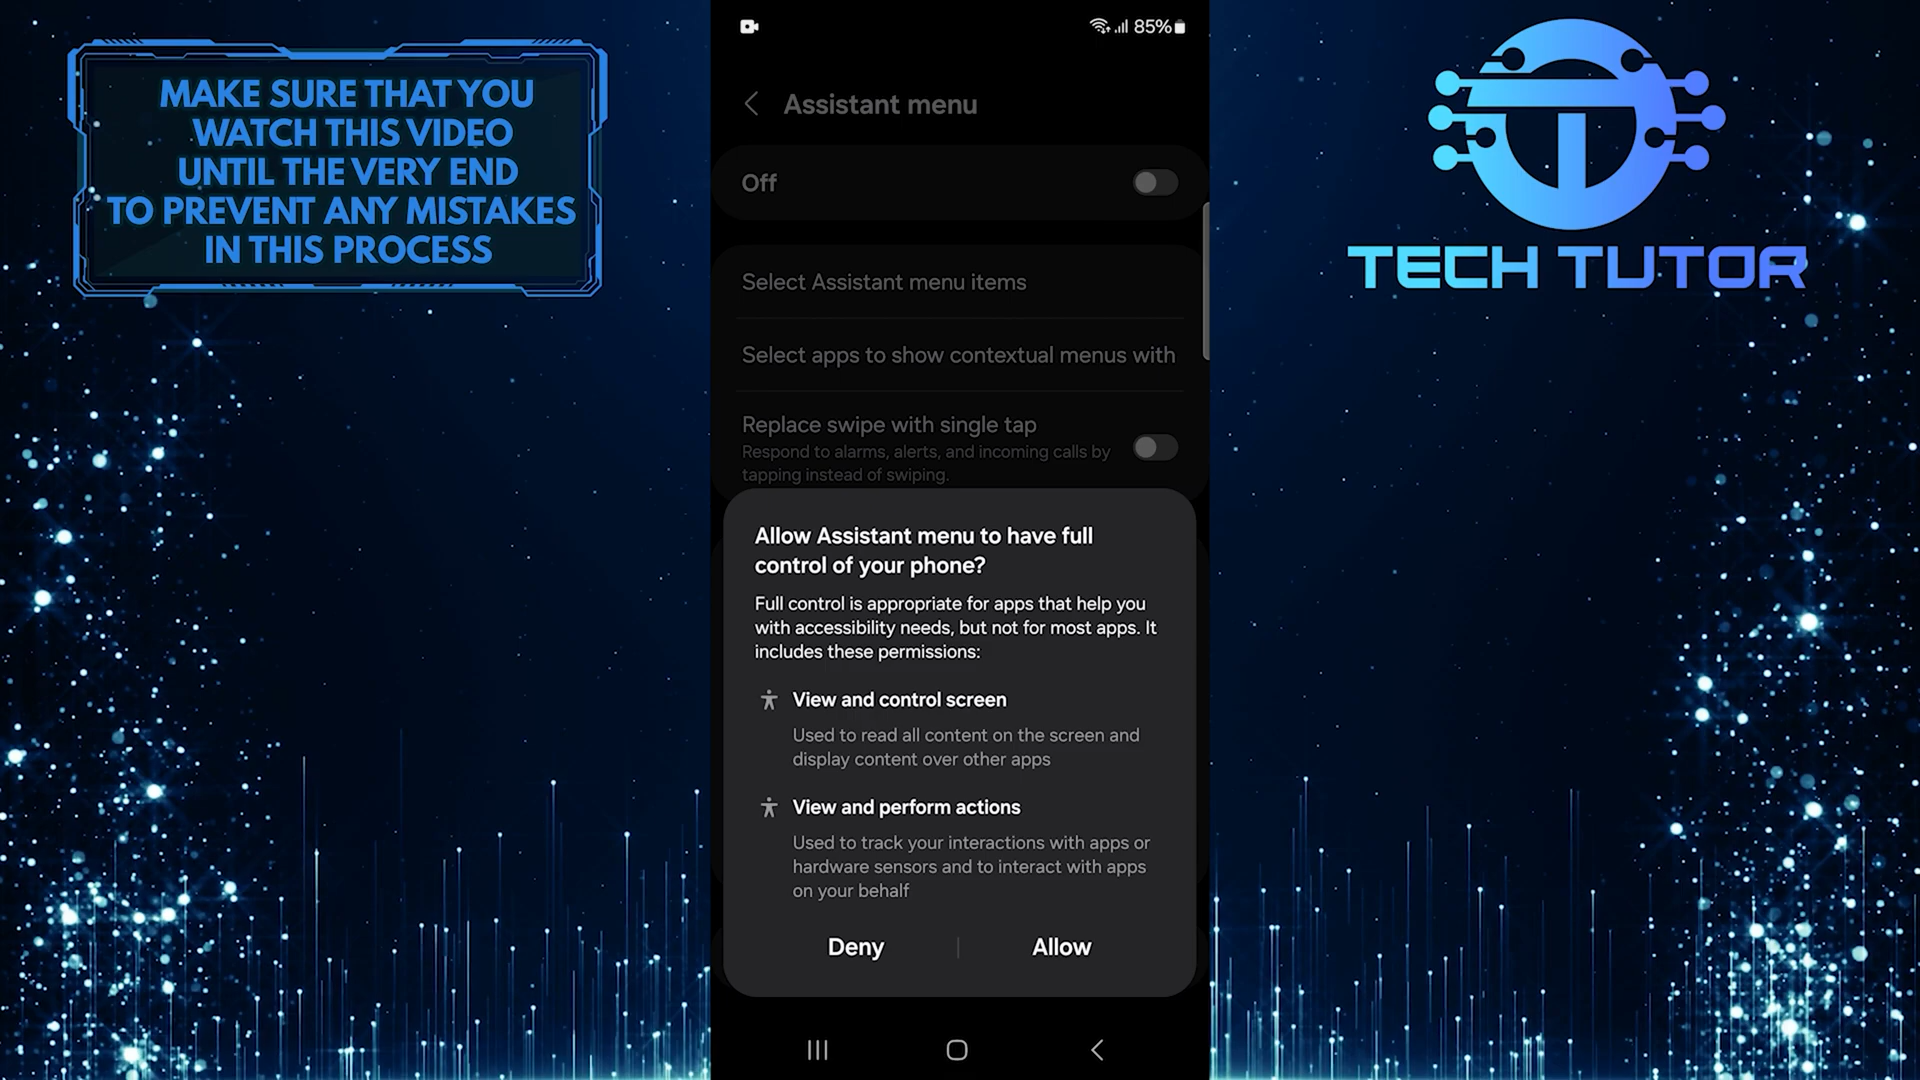 MAKE SURE THAT YOU
WATCH THIS VIDEO
UNTIL THE VERY END
TO PREVENT ANY MISTAKES
IN THIS PROCESS
85%
Assistant menu
Off
Select Assistant menu items
Select apps to show contextual menus with
Replace swipe with single tap
Respond to alarms, alerts, and incoming calls by
tapping instead of swiping.
Allow Assistant menu to have full
control of your phone?
Full control is appropriate for apps that help you
with accessibility needs, but not for most apps. It
includes these permissions:
View and control screen
Used to read all content on the screen and
display content over other apps
View and perform actions
Used to track your interactions with apps or
hardware sensors and to interact with apps
on your behalf
Deny
Allow
TECH TUTOR